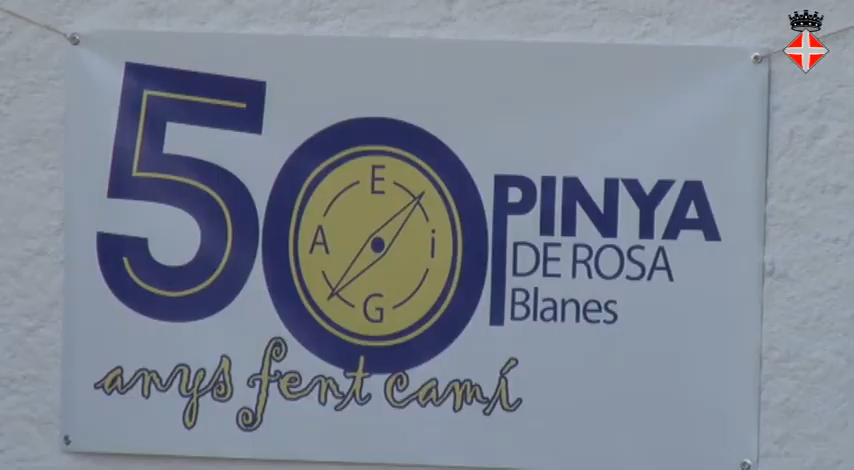 50
E
A i
G
PINYA
DE ROSA
Blanes
anys fent camí